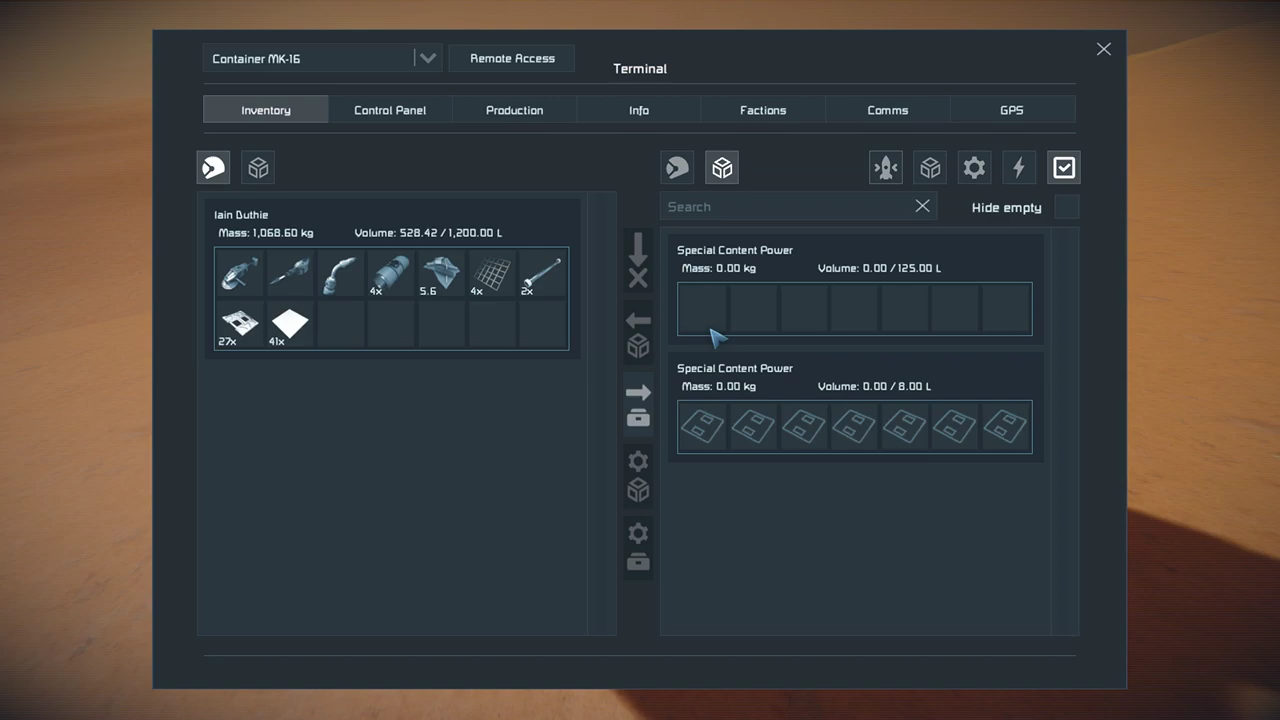 Container MK-16
Remote Access
Terminal
Inventory
Control Panel
Production
Info
Factions
Comms
GPS
Search
Hide empty
Iain Buthie
Mass: 1,068.60 kg
Volume: 528.42 / 1,200.00 L
4x
5.6
4x
2x
27x
41x
Special Content Power
Mass: 0.00 kg
Volume: 0.00 / 125.00 L
Special Content Power
Mass: 0.00 kg
Volume: 0.00 / 8.00 L